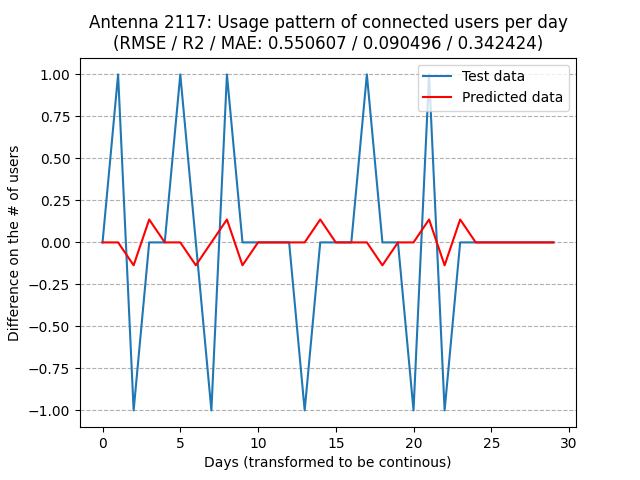 Antenna 2117: Usage pattern of connected users per day
(RMSE / R2 / MAE: 0.550607 / 0.090496 / 0.342424)
Test data
Predicted data
1.00
0.75
0.50
0.25
0.00
−0.25
−0.50
−0.75
−1.00
Difference on the # of users
0 5 10 15 20 25 30
Days (transformed to be continous)